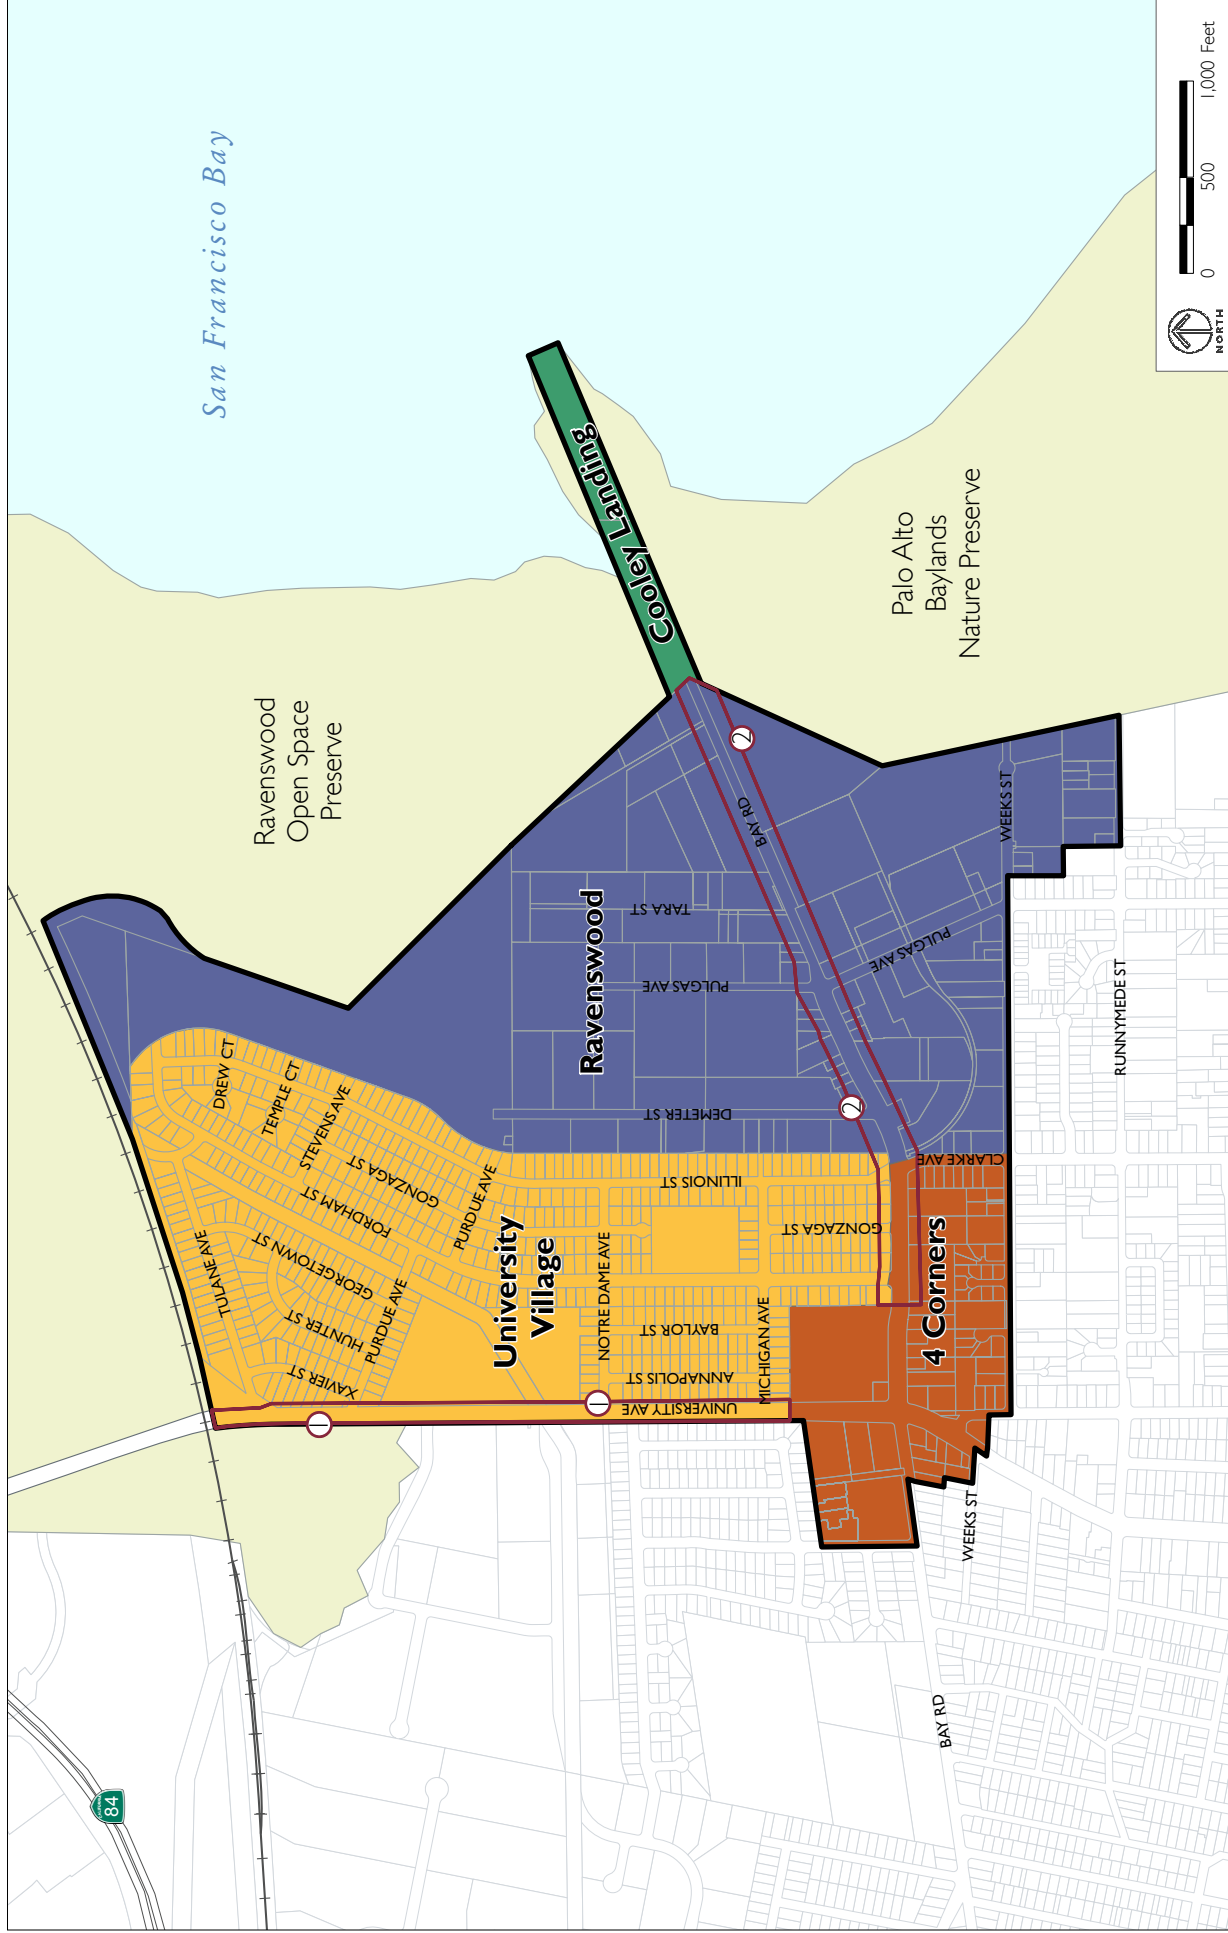 San Francisco Bay
Ravenswood
Open Space
Preserve
Palo Alto
Baylands
Nature Preserve
Cooley Landing
Ravenswood
University
Village
4 Corners
DREW CT
TEMPLE CT
STEVENS AVE
GONZAGA ST
FORDHAM ST
GEORGETOWN ST
HUNTER ST
XAVIER ST
TULANE AVE
PURDUE AVE
PURDUE AVE
NOTRE DAME AVE
MICHIGAN AVE
ILLINOIS ST
GONZAGA ST
BAYLOR ST
ANNAPOLIS ST
UNIVERSITY AVE
DEMETER ST
PULGAS AVE
TARA ST
BAY RD
PULGAS AVE
WEEKS ST
CLARKE AVE
RUNNYMEDE ST
WEEKS ST
BAY RD
1
1
2
2
CALIFORNIA
84
NORTH
0
500
1,000 Feet